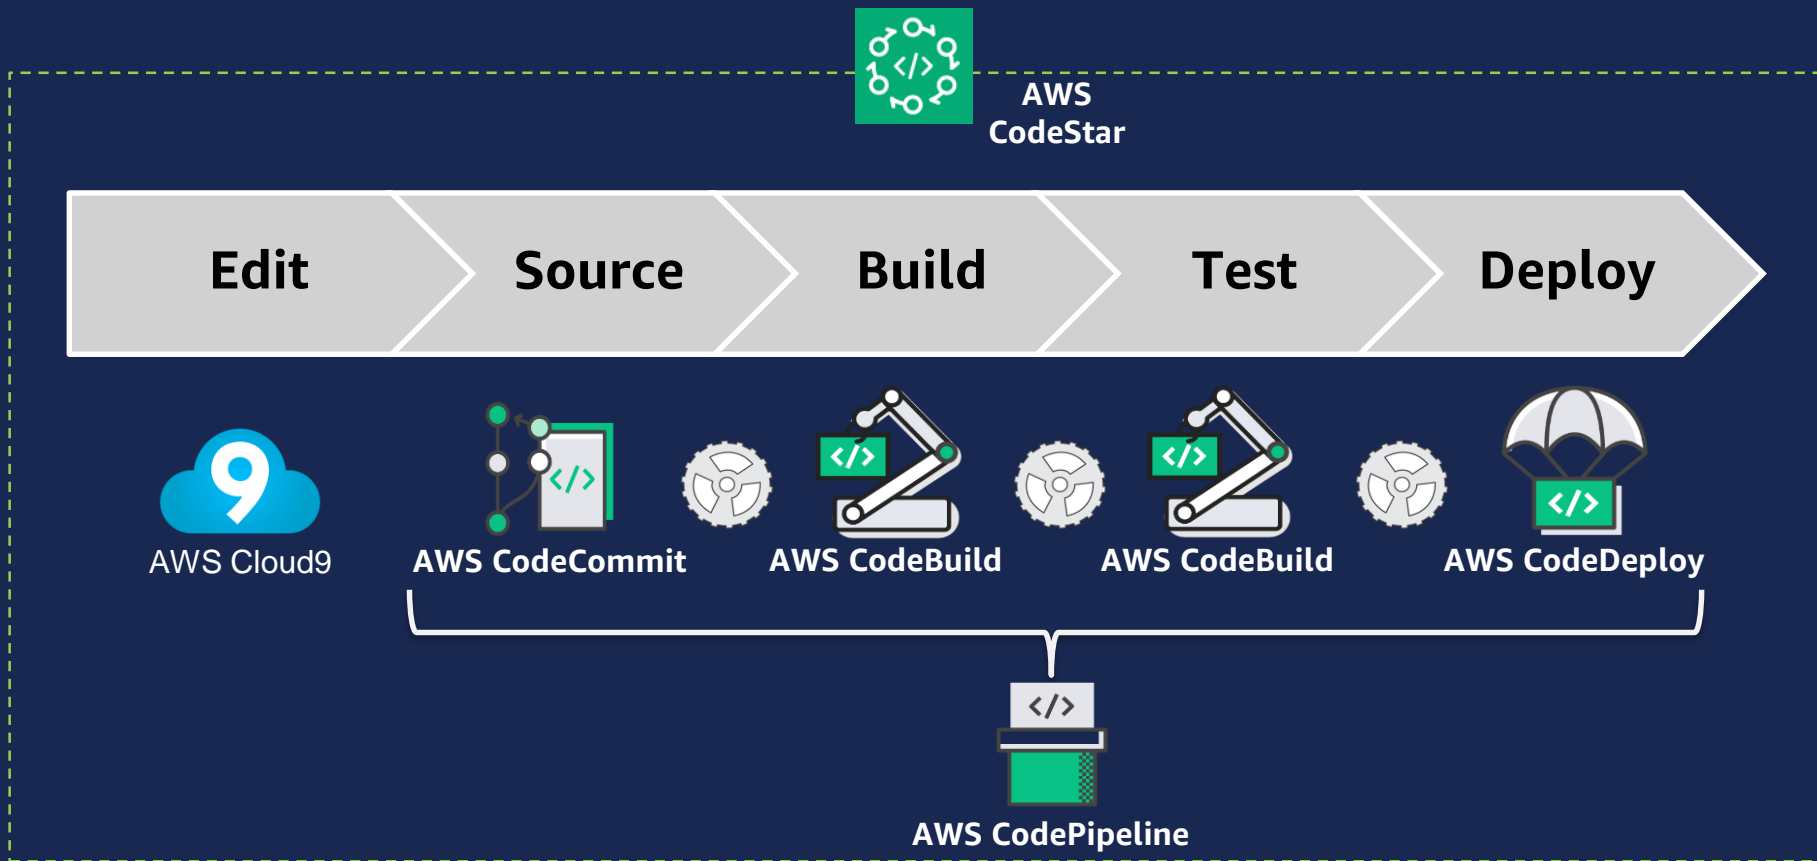 AWS
CodeStar
Edit
Source
Build
Test
Deploy
</>
</>
</>
</>
</>
9
AWS Cloud9
AWS CodeCommit
AWS CodeBuild
AWS CodeBuild
AWS CodeDeploy
</>
AWS CodePipeline